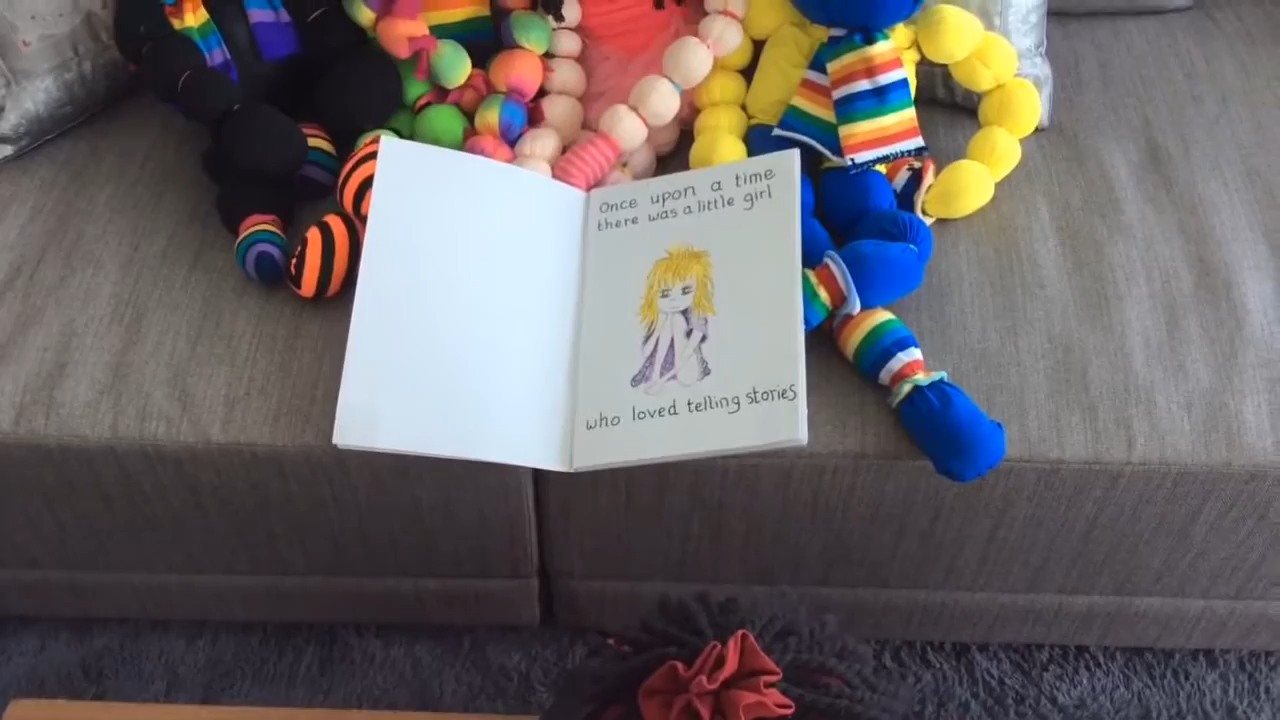 Once upon a time
there was a little girl
who loved telling stories